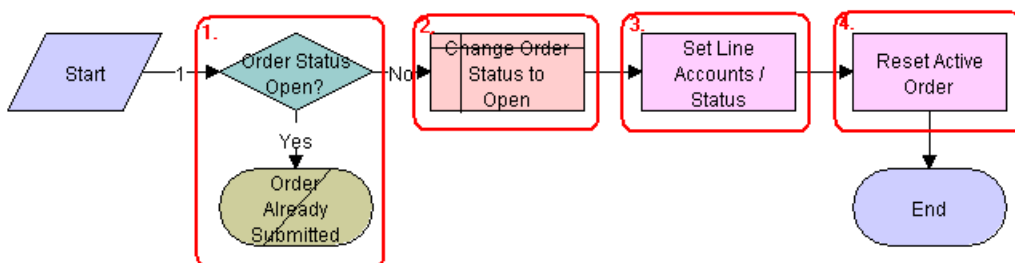 Start
1
1.
Order Status
Open?
No
Yes
Order
Already
Submitted
2.
Change Order
Status to
Open
3.
Set Line
Accounts /
Status
4.
Reset Active
Order
End